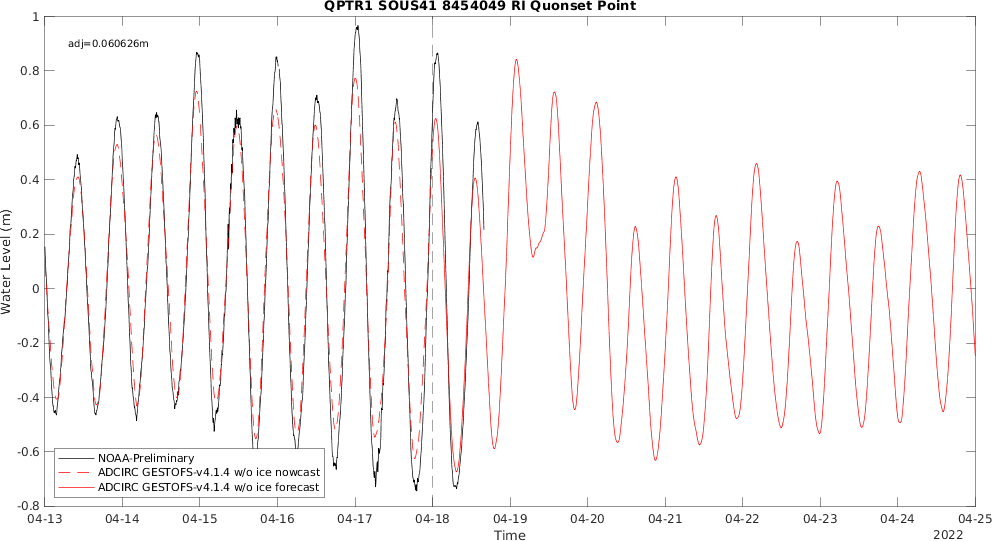 QPTR1 SOUS41 8454049 RI Quonset Point
adj=0.060626m
1
0.8
0.6
0.4
0.2
0
-0.2
-0.4
-0.6
-0.8
Water Level (m)
NOAA-Preliminary
ADCIRC GESTOFS-v4.1.4 w/o ice nowcast
ADCIRC GESTOFS-v4.1.4 w/o ice forecast
04-13 04-14 04-15 04-16 04-17 04-18 04-19 04-20 04-21 04-22 04-23 04-24 04-25
Time
2022